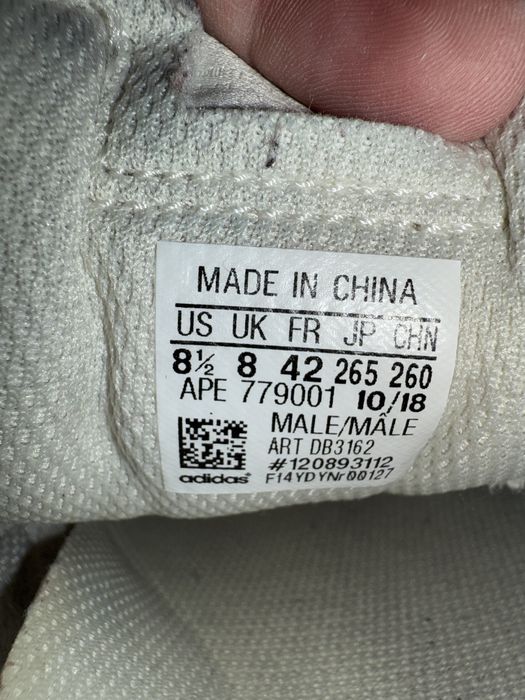 MADE IN CHINA
US UK FR JP CHN
8½ 8 42 265 260
APE 779001 10/18
MALE/MÂLE
ART DB3162
#120893112
adidas F14YDYNr00127